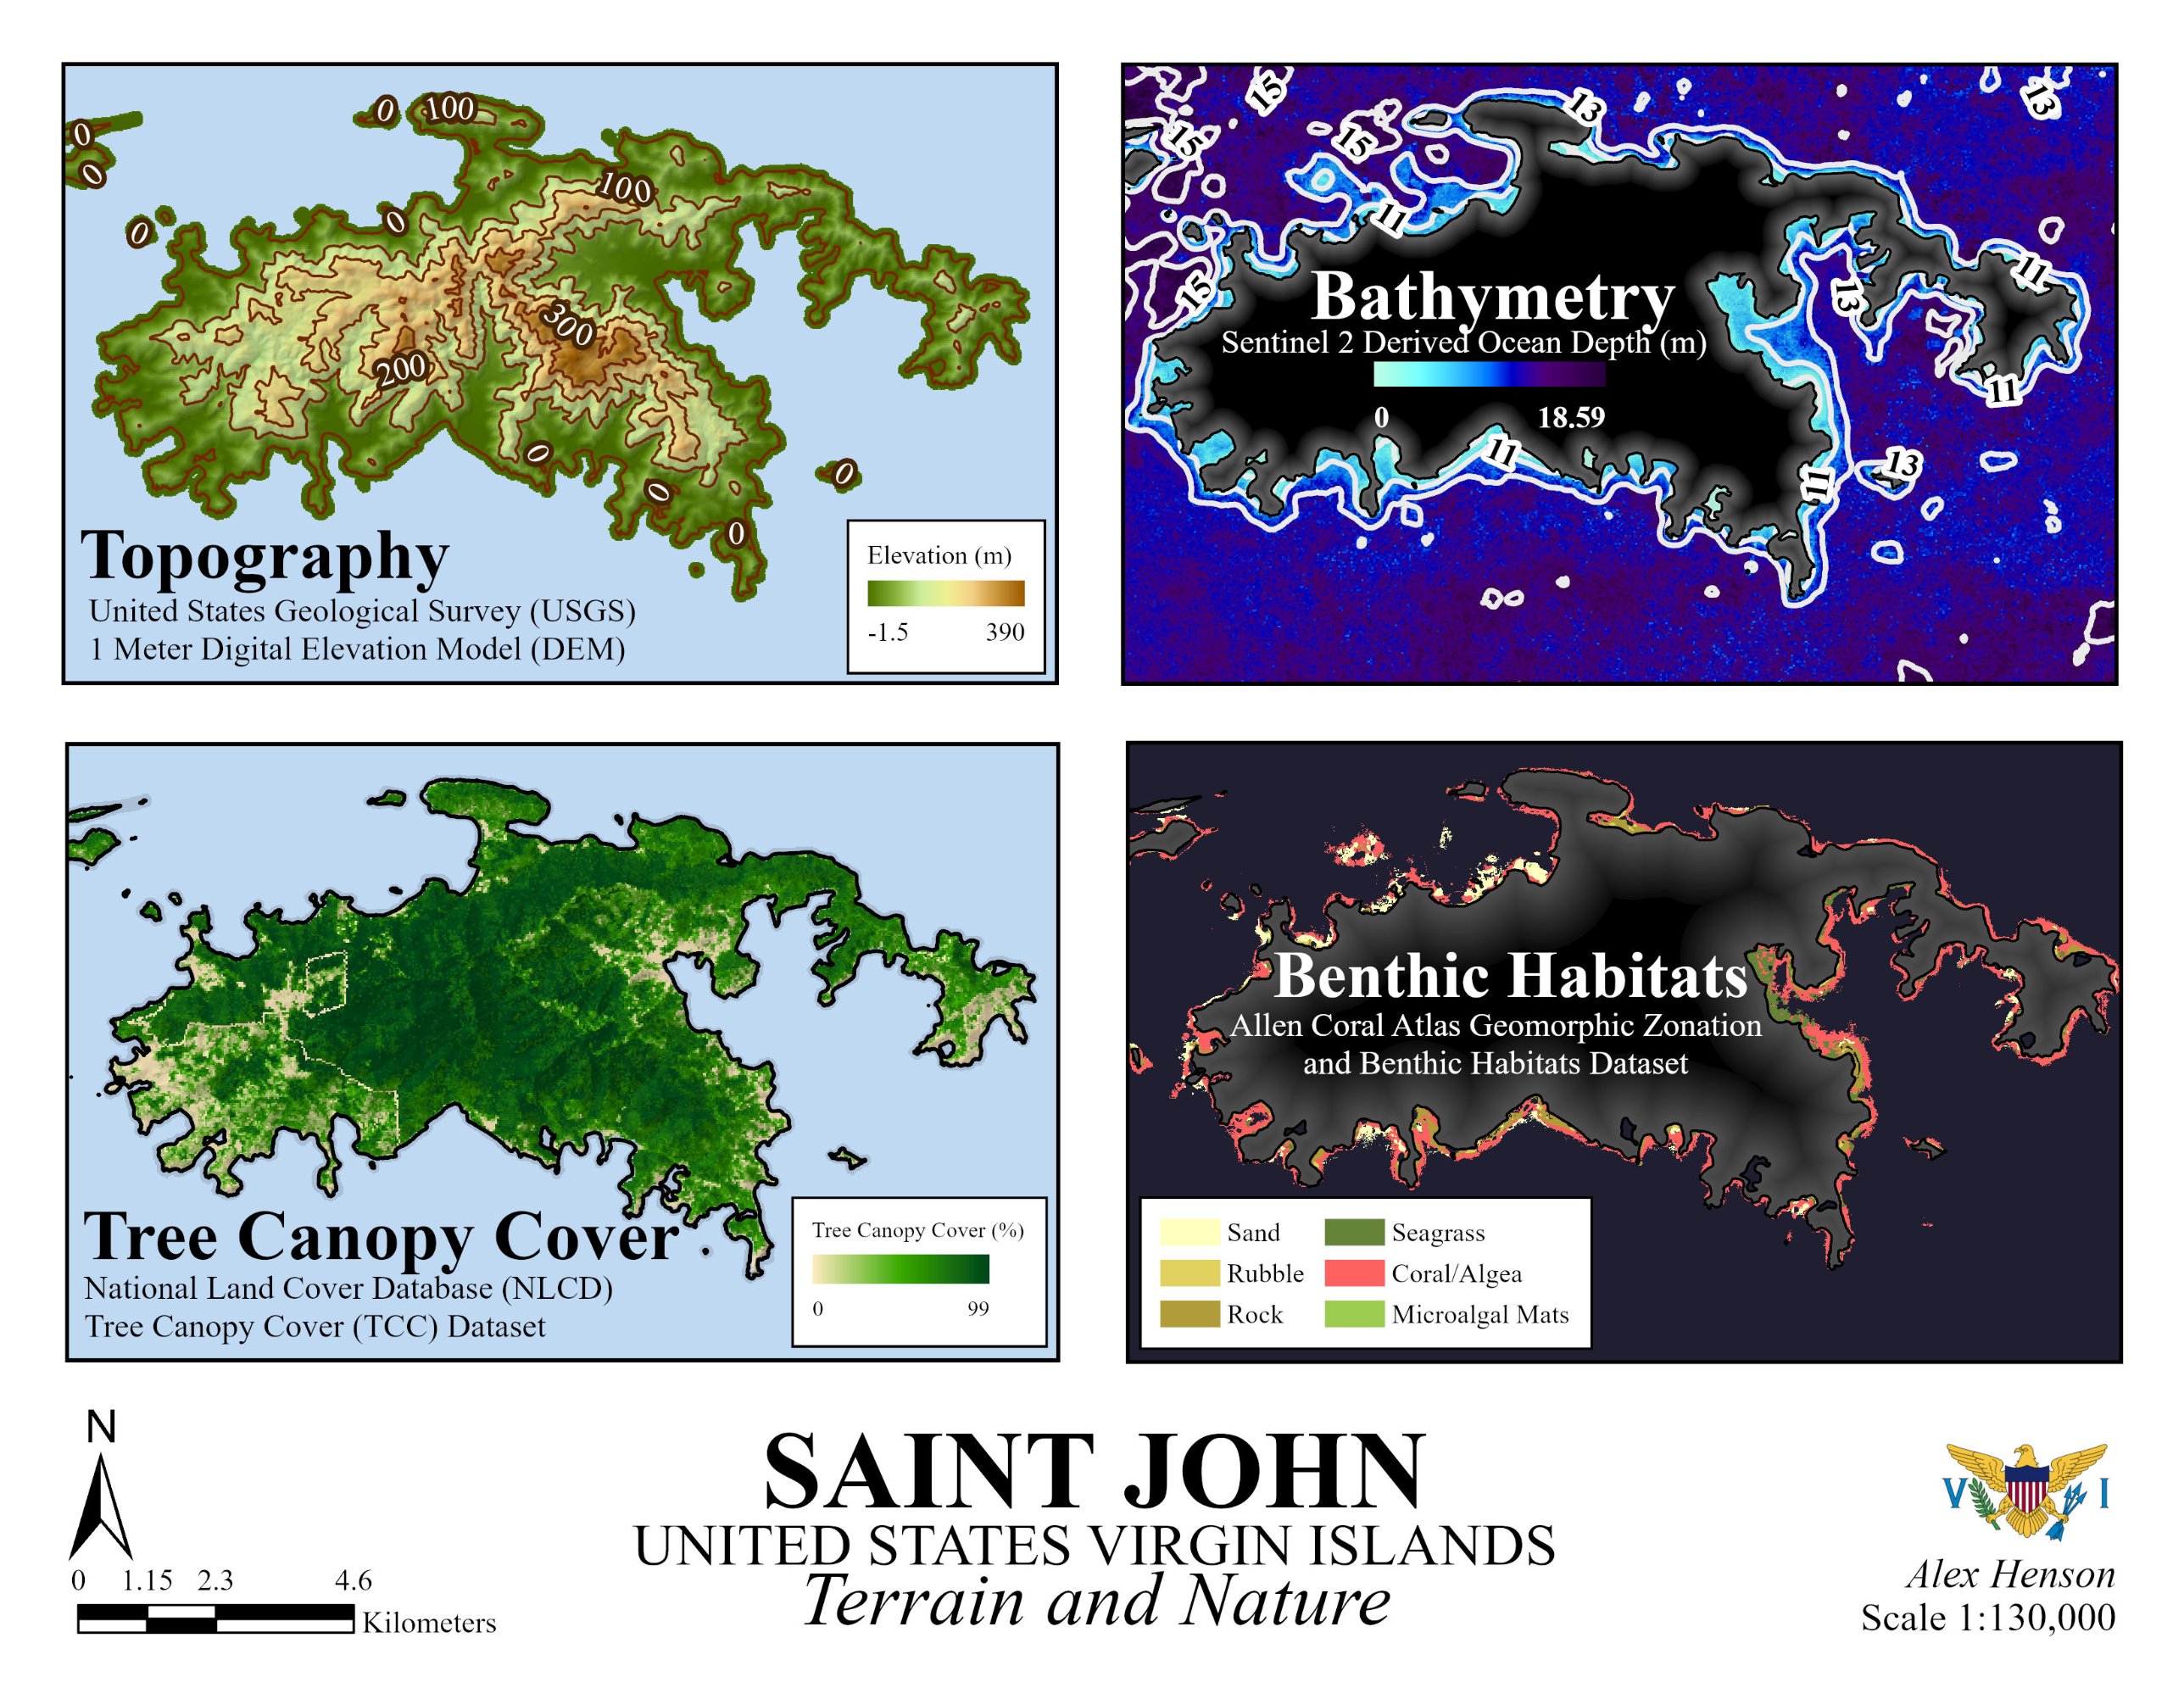 0
100
0
0
0
0
100
300
200
0
0
0
0
Topography
United States Geological Survey (USGS)
1 Meter Digital Elevation Model (DEM)
Elevation (m)
-1.5 390
15
13
13
15
15
11
15
11
13
Bathymetry
Sentinel 2 Derived Ocean Depth (m)
0 18.59
11
11
13
11
Tree Canopy Cover
National Land Cover Database (NLCD)
Tree Canopy Cover (TCC) Dataset
Tree Canopy Cover (%)
0 99
Benthic Habitats
Allen Coral Atlas Geomorphic Zonation
and Benthic Habitats Dataset
Sand Seagrass
Rubble Coral/Algea
Rock Microalgal Mats
N
0 1.15 2.3 4.6
Kilometers
SAINT JOHN
UNITED STATES VIRGIN ISLANDS
Terrain and Nature
V I
Alex Henson
Scale 1:130,000